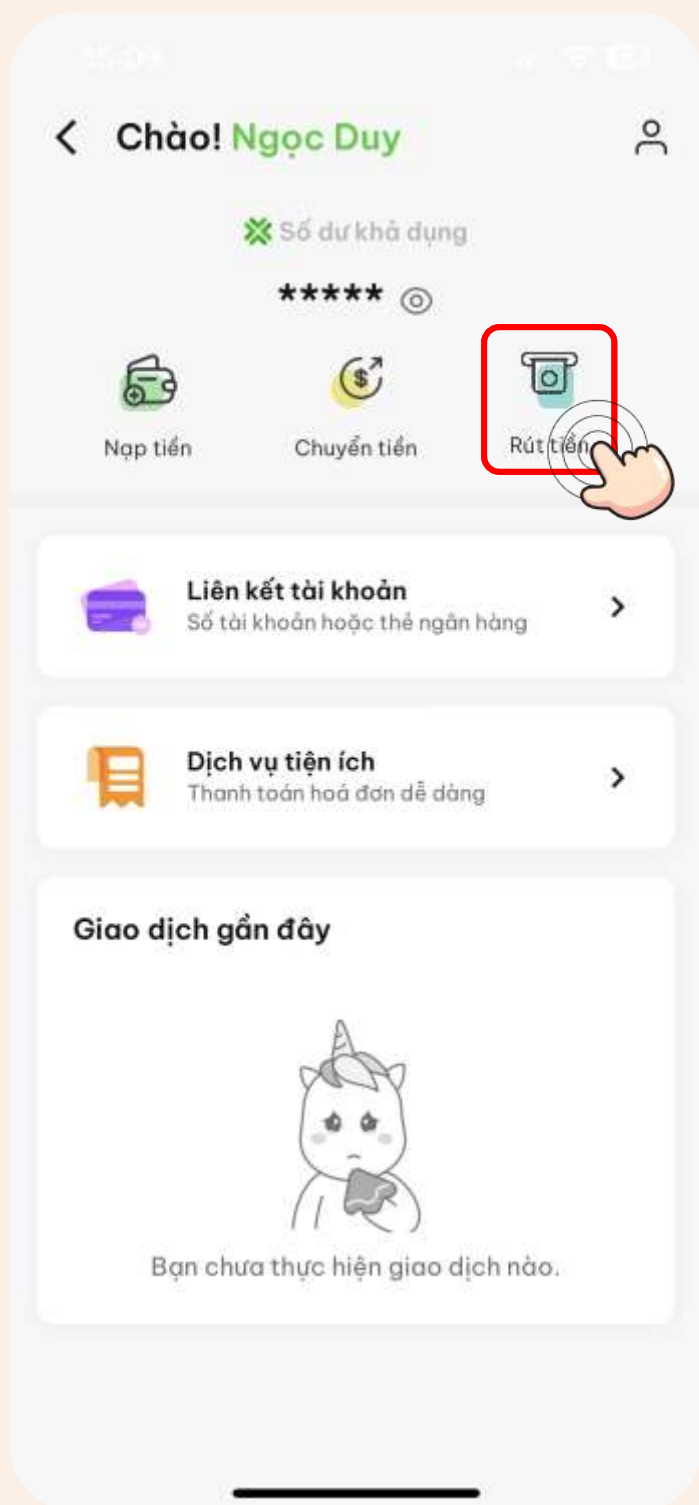 15:09
Chào! Ngọc Duy
Số dư khả dụng
*****
Nạp tiền
Chuyển tiền
Rút tiền
Liên kết tài khoản
Số tài khoản hoặc thẻ ngân hàng
Dịch vụ tiện ích
Thanh toán hoá đơn dễ dàng
Giao dịch gần đây
Bạn chưa thực hiện giao dịch nào.